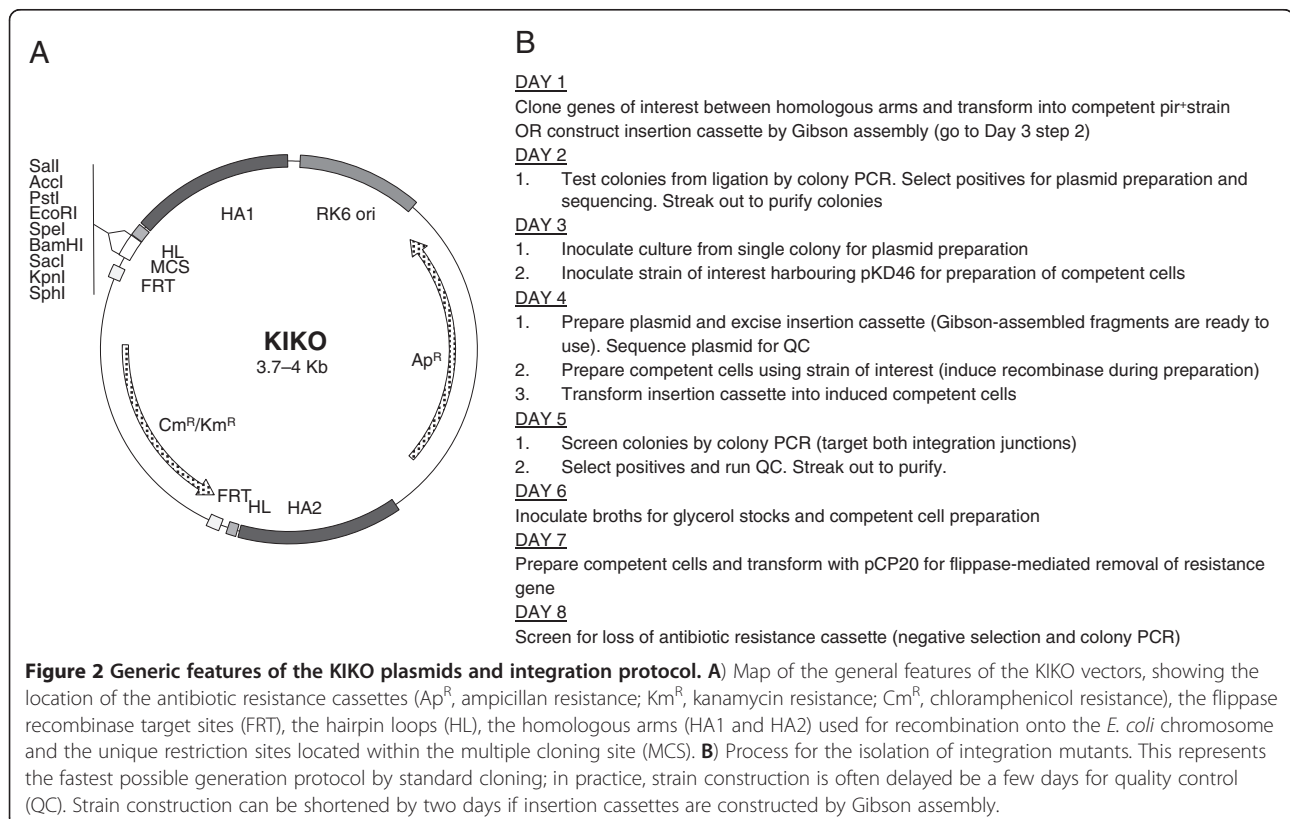 A
SalI
AccI
PstI
EcoRI
SpeI
BamHI
SacI
KpnI
SphI
HA1
RK6 ori
HL
MCS
FRT
KIKO
3.7–4 Kb
ApR
CmR/KmR
FRT
HL
HA2
B
DAY 1
Clone genes of interest between homologous arms and transform into competent pir+strain
OR construct insertion cassette by Gibson assembly (go to Day 3 step 2)
DAY 2
1. Test colonies from ligation by colony PCR. Select positives for plasmid preparation and
sequencing. Streak out to purify colonies
DAY 3
1. Inoculate culture from single colony for plasmid preparation
2. Inoculate strain of interest harbouring pKD46 for preparation of competent cells
DAY 4
1. Prepare plasmid and excise insertion cassette (Gibson-assembled fragments are ready to
use). Sequence plasmid for QC
2. Prepare competent cells using strain of interest (induce recombinase during preparation)
3. Transform insertion cassette into induced competent cells
DAY 5
1. Screen colonies by colony PCR (target both integration junctions)
2. Select positives and run QC. Streak out to purify.
DAY 6
Inoculate broths for glycerol stocks and competent cell preparation
DAY 7
Prepare competent cells and transform with pCP20 for flippase-mediated removal of resistance
gene
DAY 8
Screen for loss of antibiotic resistance cassette (negative selection and colony PCR)
Figure 2 Generic features of the KIKO plasmids and integration protocol. A) Map of the general features of the KIKO vectors, showing the
location of the antibiotic resistance cassettes (ApR, ampicillan resistance; KmR, kanamycin resistance; CmR, chloramphenicol resistance), the flippase
recombinase target sites (FRT), the hairpin loops (HL), the homologous arms (HA1 and HA2) used for recombination onto the E. coli chromosome
and the unique restriction sites located within the multiple cloning site (MCS). B) Process for the isolation of integration mutants. This represents
the fastest possible generation protocol by standard cloning; in practice, strain construction is often delayed be a few days for quality control
(QC). Strain construction can be shortened by two days if insertion cassettes are constructed by Gibson assembly.